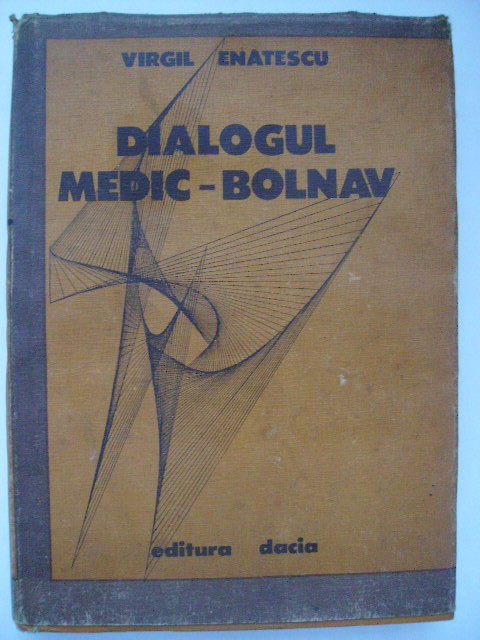 VIRGIL ENATESCU
DIALOGUL
MEDIC - BOLNAV
editura dacia